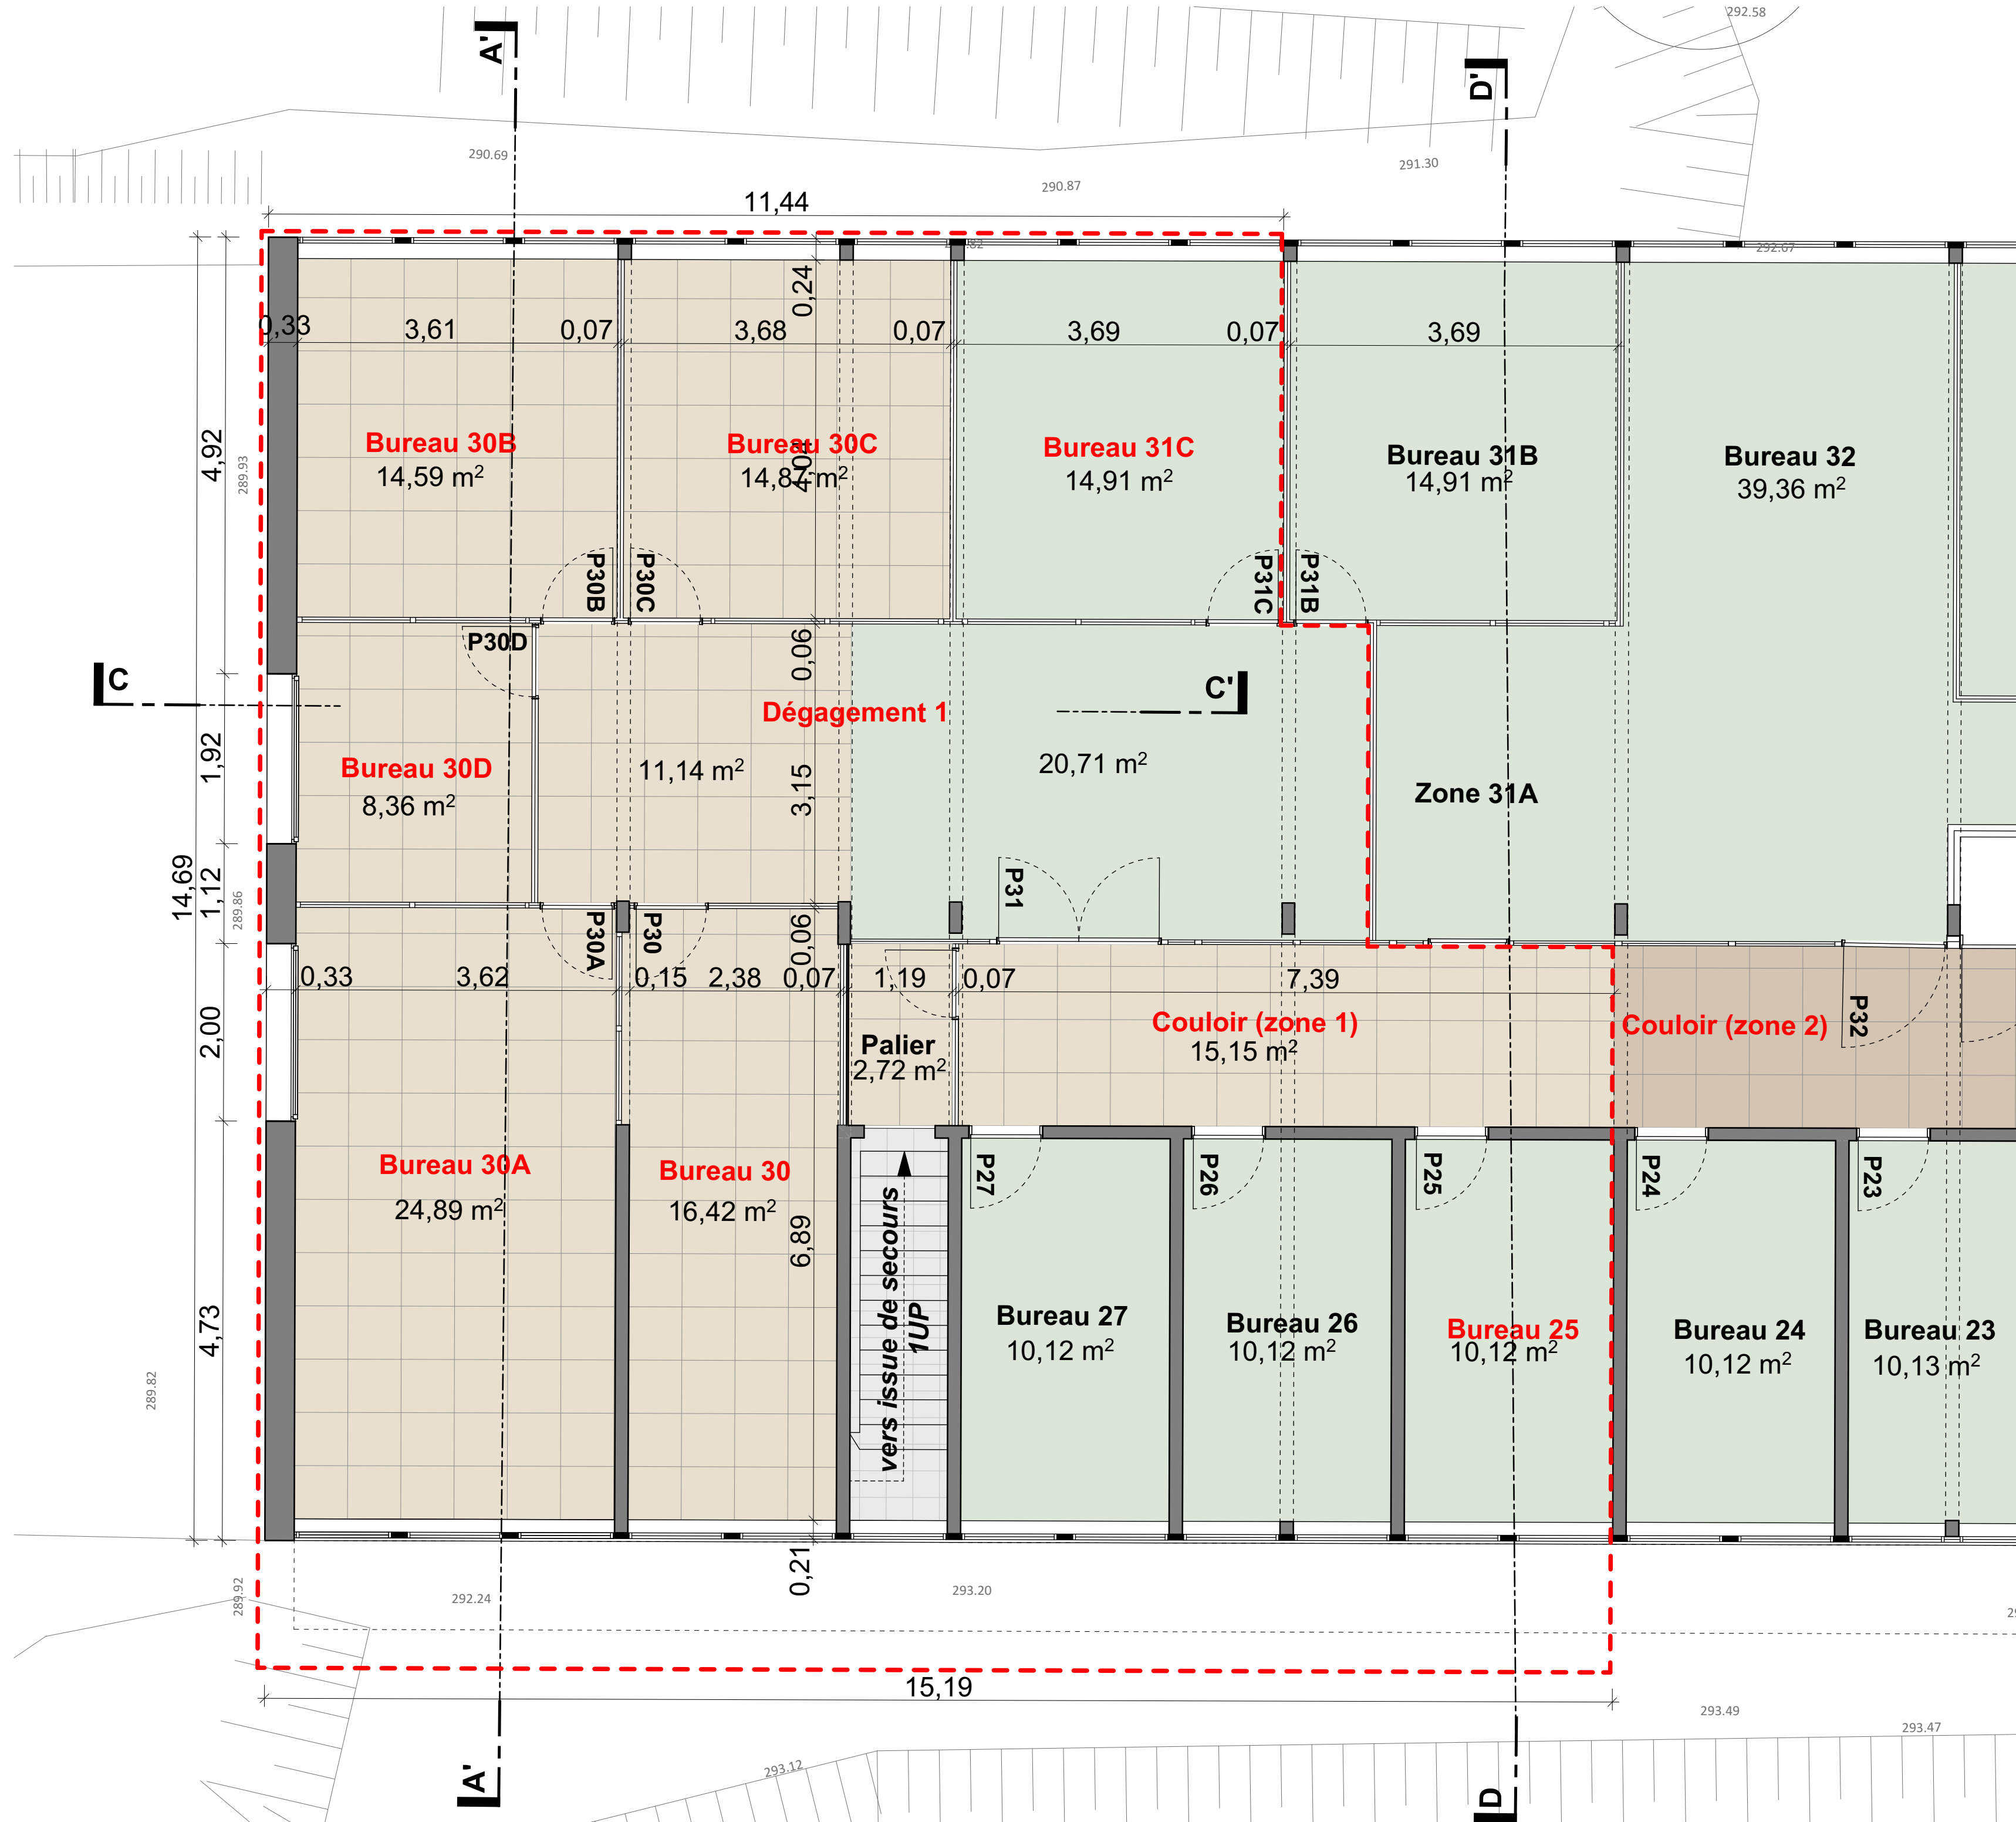 292.58
A'
D'
290.69
291.30
290.87
11,44
292.67
0,24
0,33
3,61
0,07
3,68
0,07
3,69
0,07
3,69
4,92
289.93
Bureau 30B
14,59 m²
Bureau 30C
14,87 m²
4,04
Bureau 31C
14,91 m²
Bureau 31B
14,91 m²
Bureau 32
39,36 m²
P30B
P30C
P31C
P31B
P30D
0,06
C
C'
Dégagement 1
1,92
Bureau 30D
8,36 m²
11,14 m²
3,15
20,71 m²
Zone 31A
14,69
1,12
289.86
P31
P30A
P30
0,06
0,33
3,62
0,15
2,38
0,07
1,19
0,07
7,39
2,00
Palier
2,72 m²
Couloir (zone 1)
15,15 m²
Couloir (zone 2)
P32
Bureau 30A
24,89 m²
Bureau 30
16,42 m²
6,89
vers issue de secours
1UP
P27
P26
P25
P24
P23
4,73
Bureau 27
10,12 m²
Bureau 26
10,12 m²
Bureau 25
10,12 m²
Bureau 24
10,12 m²
Bureau 23
10,13 m²
289.82
0,21
289.92
292.24
293.20
15,19
293.49
293.47
293.12
A'
D